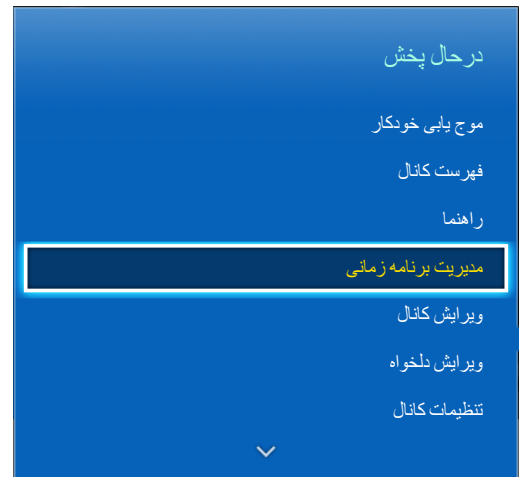 درحال پخش
موج یابی خودکار
فهرست کانال
راهنما
مدیریت برنامه زمانی
ویرایش کانال
ویرایش دلخواه
تنظیمات کانال